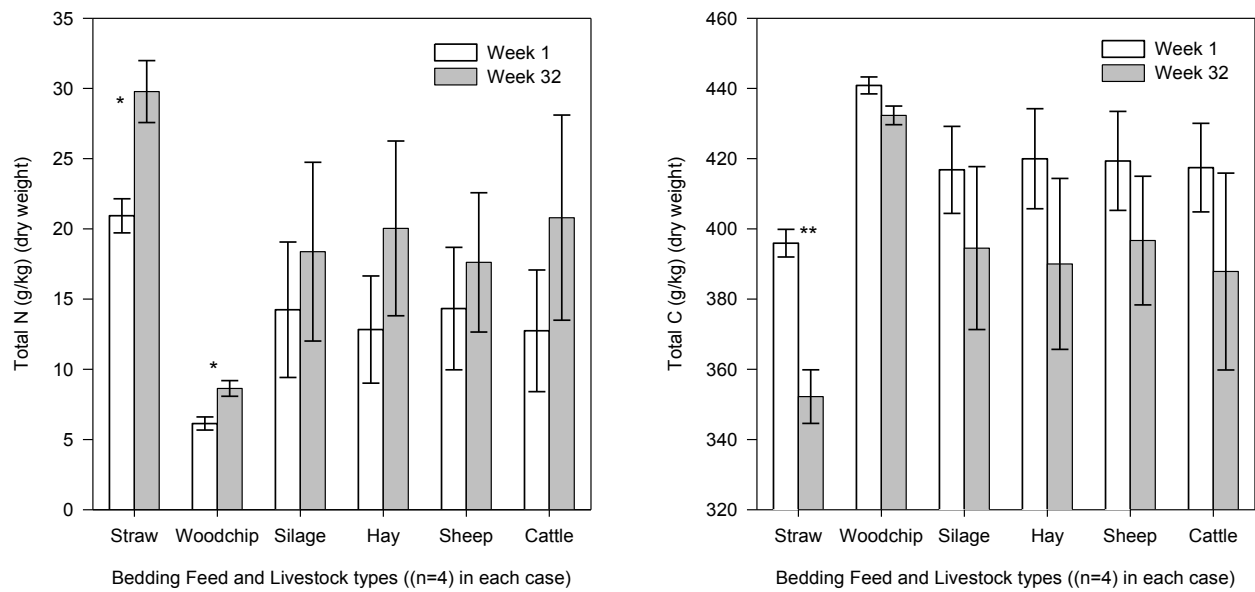 Total N (g/kg) (dry weight)
35
30
25
20
15
10
5
0
Week 1
Week 32
*
*
Straw Woodchip Silage Hay Sheep Cattle
Bedding Feed and Livestock types ((n=4) in each case)
Total C (g/kg) (dry weight)
460
440
420
400
380
360
340
320
Week 1
Week 32
**
Straw Woodchip Silage Hay Sheep Cattle
Bedding Feed and Livestock types ((n=4) in each case)